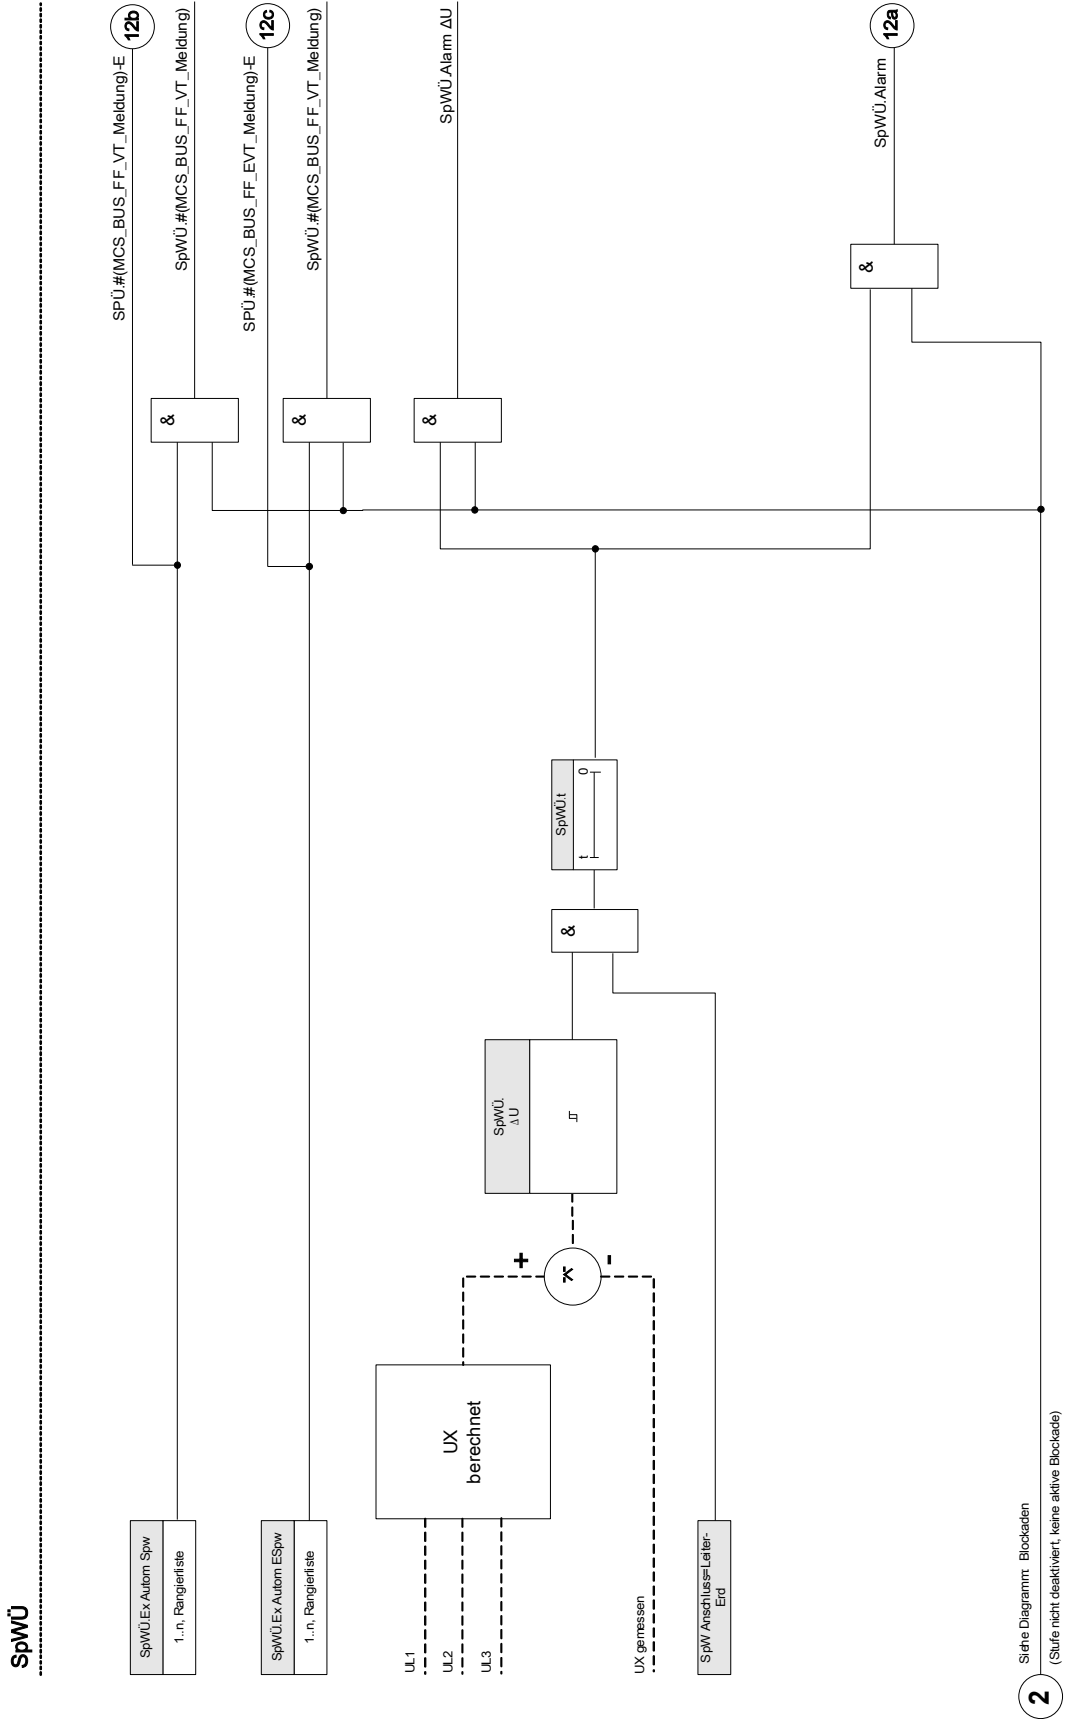 SpWÜ
SpWÜ.Ex Autom Spw
1..n, Rangierliste
SPÜ.#(MCS_BUS_FF_VT_Meldung)-E
12b
&
SpWÜ.#(MCS_BUS_FF_VT_Meldung)
SpWÜ.Ex Autom ESpw
1..n, Rangierliste
SPÜ.#(MCS_BUS_FF_EVT_Meldung)-E
12c
&
SpWÜ.#(MCS_BUS_FF_VT_Meldung)
UL1
UL2
UL3
UX
berechnet
+
-
SpWÜ.
ΔU
&
SpWÜ.t
t
0
&
SpWÜ.Alarm ΔU
UX gemessen
SpW Anschluss=Leiter-
Erd
&
SpWÜ.Alarm
12a
2
Siehe Diagramm: Blockaden
(Stufe nicht deaktiviert, keine aktive Blockade)